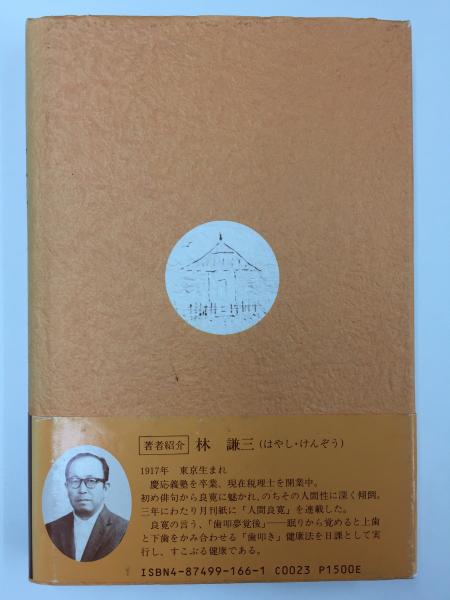 著者紹介 林 謙三(はやし・けんぞう)
1917年 東京生まれ
慶応義塾を卒業、現在税理士を開業中。
初め俳句から良寛に魅かれ、のちその人間性に深く傾倒。
三年にわたり月刊紙に「人間良寛」を連載した。
良寛の言う、「歯叩夢覚後」——眠りから覚めると上歯
と下歯をかみ合わせる「歯叩き」健康法を日課として実
行し、すこぶる健康である。
ISBN4-87499-166-1 C0023 P1500E